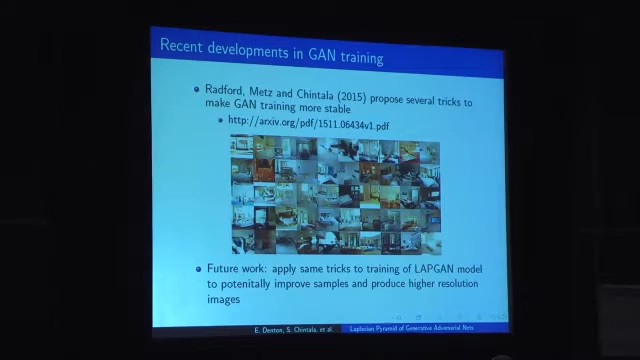 Recent developments in GAN training
Radford, Metz and Chintala (2015) propose several tricks to
make GAN training more stable
http://arxiv.org/pdf/1511.06434v1.pdf
Future work: apply same tricks to training of LAPGAN model
to potenitally improve samples and produce higher resolution
images
E. Denton, S. Chintala, et al.
Laplacian Pyramid of Generative Adversarial Nets